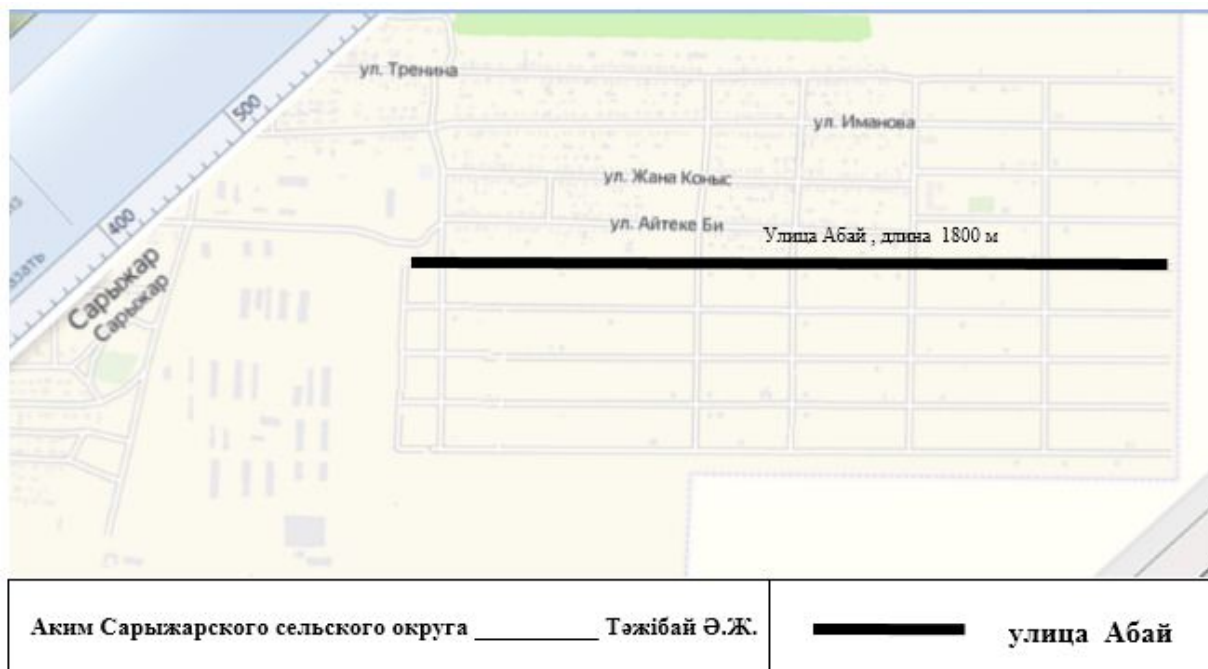 ул. Тренина
500
ул. Иманова
ул. Жана Коныс
400
ул. Айтеке Би
Улица Абай , длина 1800 м
азать
Сарыжар
Сарыжар
Аким Сарыжарского сельского округа __________ Тәжібай Ә.Ж.
улица Абай